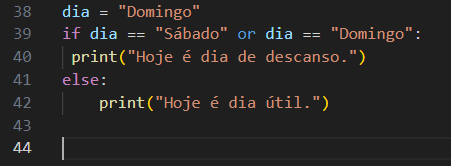 38 dia = "Domingo"
39 if dia == "Sábado" or dia == "Domingo":
40  print("Hoje é dia de descanso.")
41 else:
42     print("Hoje é dia útil.")
43
44